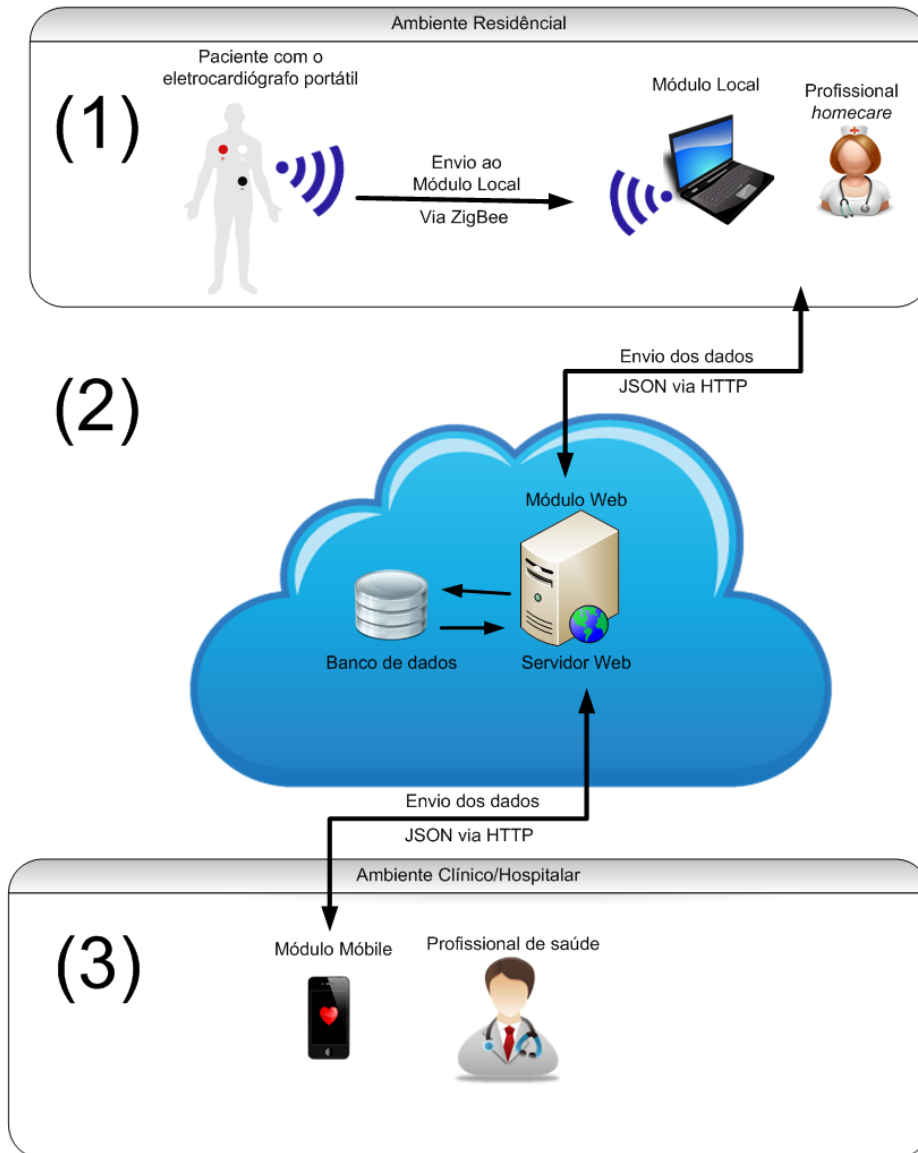 Ambiente Residêncial
(1)
Paciente com o
eletrocardiógrafo portátil
Envio ao
Módulo Local
Via ZigBee
Módulo Local
Profissional
homecare
(2)
Envio dos dados
JSON via HTTP
Módulo Web
Banco de dados
Servidor Web
Envio dos dados
JSON via HTTP
Ambiente Clínico/Hospitalar
(3)
Módulo Móbile
Profissional de saúde